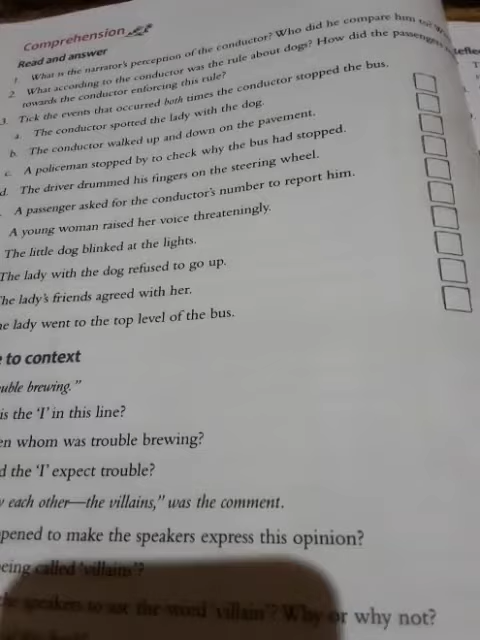 Comprehension
Read and answer
1. What is the narrator's perception of the conductor? Who did he compare him to?
2. What according to the conductor was the rule about dogs? How did the passengers
towards the conductor enforcing this rule?
3. Tick the events that occurred both times the conductor stopped the bus.
a. The conductor spotted the lady with the dog.
b. The conductor walked up and down on the pavement.
c. A policeman stopped by to check why the bus had stopped.
d. The driver drummed his fingers on the steering wheel.
A passenger asked for the conductor's number to report him.
A young woman raised her voice threateningly.
The little dog blinked at the lights.
The lady with the dog refused to go up.
he lady's friends agreed with her.
e lady went to the top level of the bus.
to context
uble brewing."
is the 'I' in this line?
en whom was trouble brewing?
d the 'I' expect trouble?
each other—the villains," was the comment.
pened to make the speakers express this opinion?
eing called 'villains'?
the speakers to use the word 'villain'? Why or why not?